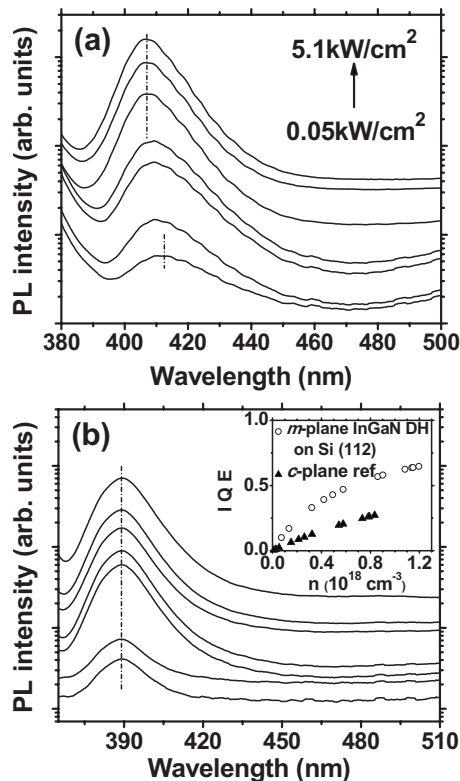 (a)
5.1kW/cm²
0.05kW/cm²
PL intensity (arb. units)
380 400 420 440 460 480 500
Wavelength (nm)
(b)
1.0
0.5
0.0
IQE
○ m-plane InGaN DH
on Si (112)
▲ c-plane ref
0.0 0.4 0.8 1.2
n (10¹⁸ cm⁻³)
PL intensity (arb. units)
390 420 450 480 510
Wavelength (nm)